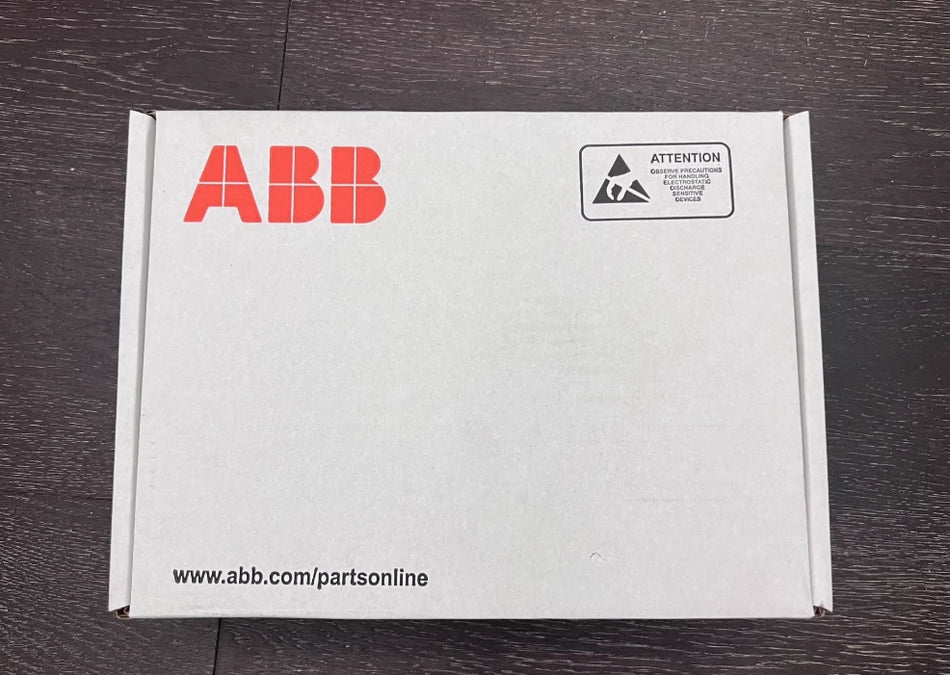 ABB
ATTENTION
OBSERVE PRECAUTIONS
FOR HANDLING
ELECTROSTATIC
DISCHARGE
SENSITIVE
DEVICES
www.abb.com/partsonline